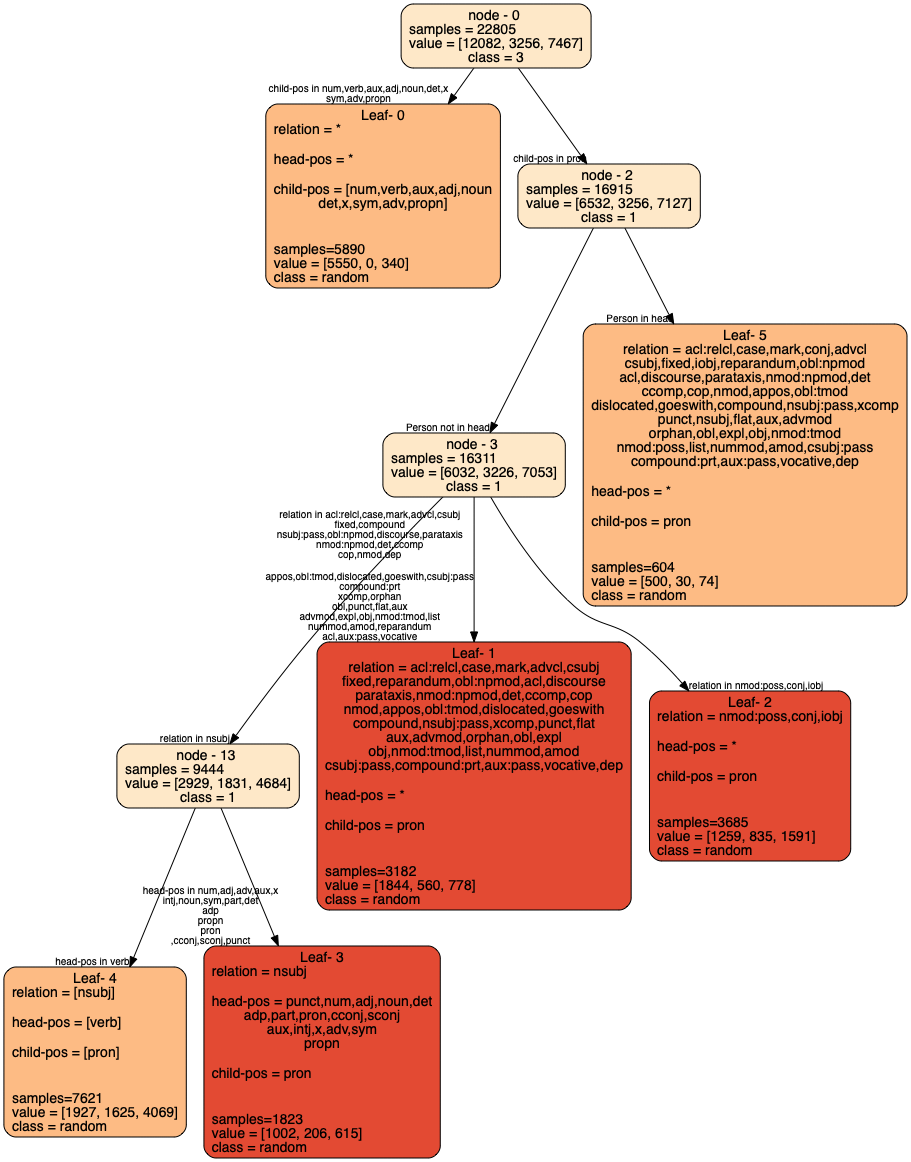 node - 0
samples = 22805
value = [12082, 3256, 7467]
class = 3
child-pos in num,verb,aux,adj,noun,det,x
sym,adv,propn
Leaf- 0
relation = *
head-pos = *
child-pos = [num,verb,aux,adj,noun
det,x,sym,adv,propn]
samples=5890
value = [5550, 0, 340]
class = random
child-pos in pron
node - 2
samples = 16915
value = [6532, 3256, 7127]
class = 1
Person in head
Leaf- 5
relation = acl:relcl,case,mark,conj,advcl
csubj,fixed,iobj,reparandum,obl:npmod
acl,discourse,parataxis,nmod:npmod,det
ccomp,cop,nmod,appos,obl:tmod
dislocated,goeswith,compound,nsubj:pass,xcomp
punct,nsubj,flat,aux,advmod
orphan,obl,expl,obj,nmod:tmod
nmod:poss,list,nummod,amod,csubj:pass
compound:prt,aux:pass,vocative,dep
head-pos = *
child-pos = pron
samples=604
value = [500, 30, 74]
class = random
Person not in head
node - 3
samples = 16311
value = [6032, 3226, 7053]
class = 1
relation in acl:relcl,case,mark,advcl,csubj
fixed,compound
nsubj:pass,obl:npmod,discourse,parataxis
nmod:npmod,det,ccomp
cop,nmod,dep
appos,obl:tmod,dislocated,goeswith,csubj:pass
compound:prt
xcomp,orphan
obl,punct,flat,aux
advmod,expl,obj,nmod:tmod,list
nummod,amod,reparandum
acl,aux:pass,vocative
Leaf- 1
relation = acl:relcl,case,mark,advcl,csubj
fixed,reparandum,obl:npmod,acl,discourse
parataxis,nmod:npmod,det,ccomp,cop
nmod,appos,obl:tmod,dislocated,goeswith
compound,nsubj:pass,xcomp,punct,flat
aux,advmod,orphan,obl,expl
obj,nmod:tmod,list,nummod,amod
csubj:pass,compound:prt,aux:pass,vocative,dep
head-pos = *
child-pos = pron
samples=3182
value = [1844, 560, 778]
class = random
relation in nmod:poss,conj,iobj
Leaf- 2
relation = nmod:poss,conj,iobj
head-pos = *
child-pos = pron
samples=3685
value = [1259, 835, 1591]
class = random
relation in nsubj
node - 13
samples = 9444
value = [2929, 1831, 4684]
class = 1
head-pos in num,adj,adv,aux,x
intj,noun,sym,part,det
adp
propn
pron
,cconj,sconj,punct
head-pos in verb
Leaf- 4
relation = [nsubj]
head-pos = [verb]
child-pos = [pron]
samples=7621
value = [1927, 1625, 4069]
class = random
Leaf- 3
relation = nsubj
head-pos = punct,num,adj,noun,det
adp,part,pron,cconj,sconj
aux,intj,x,adv,sym
propn
child-pos = pron
samples=1823
value = [1002, 206, 615]
class = random